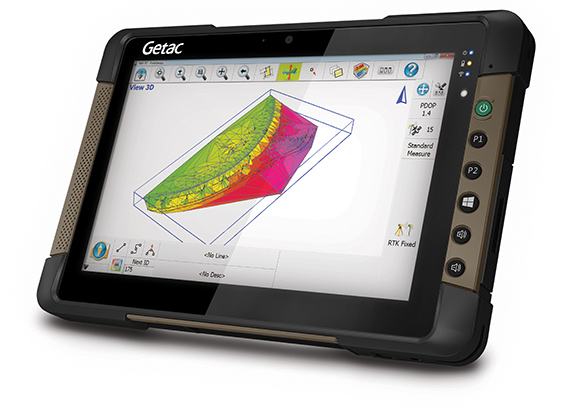 Getac
View 3D
PDOP
1.4
15
Standard
Measure
RTK Fixed
<No Line>
Next ID
175
<No Desc>
P1
P2